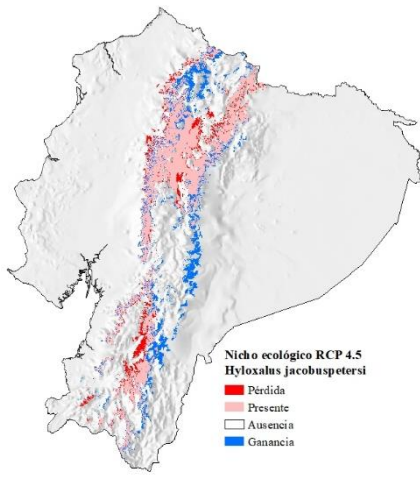 Nicho ecológico RCP 4.5
Hyloxalus jacobuspetersi
Pérdida
Presente
Ausencia
Ganancia